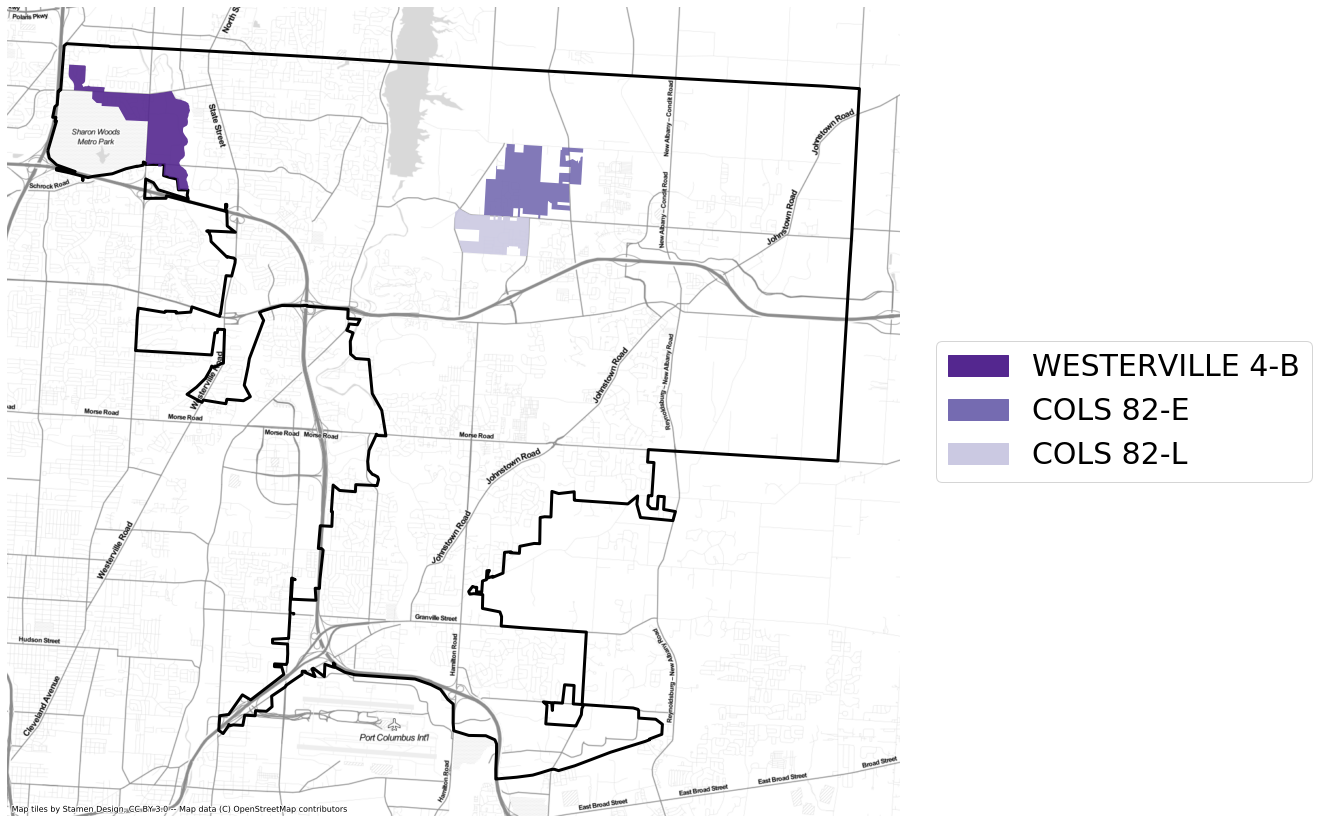 wy
Polaris Pkwy
North S
Johnstown Road
New Albany – Condit Road
State Street
Sharon Woods
Metro Park
Schrock Road
New Albany – Condit Road
Johnstown Road
WESTERVILLE 4-B
COLS 82-E
COLS 82-L
Westerville Road
Johnstown Road
Reynoldsburg – New Albany Road
ad
Morse Road
Morse Road
Morse Road
Morse Road
Morse Road
Johnstown Road
Westerville Road
Johnstown Road
Granville Street
Hudson Street
Hamilton Road
Reynoldsburg – New Albany Road
Cleveland Avenue
Port Columbus Int'l
Hamilton Road
East Broad Street
East Broad Street
East Broad Street
Broad Street
Map tiles by Stamen Design, CC BY 3.0 -- Map data (C) OpenStreetMap contributors